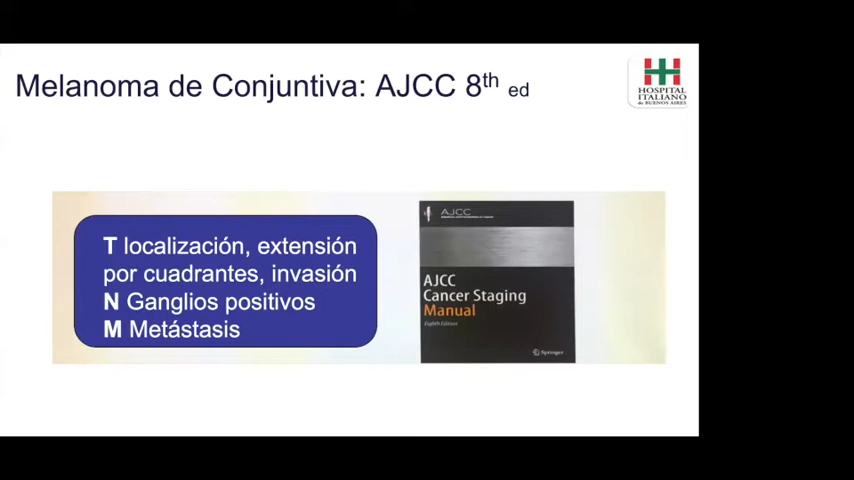 Melanoma de Conjuntiva: AJCC 8th ed
HOSPITAL
ITALIANO
de BUENOS AIRES
T localización, extensión
por cuadrantes, invasión
N Ganglios positivos
M Metástasis
AJCC
AJCC
Cancer Staging
Manual
Eighth Edition
Springer